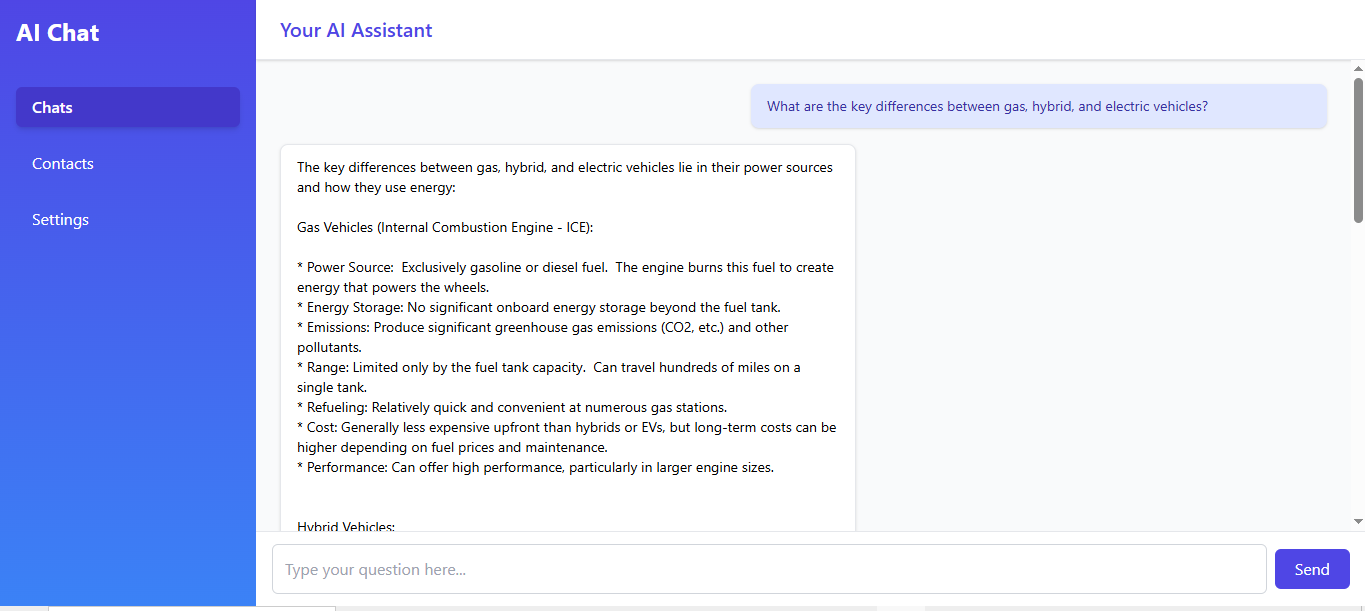 AI Chat
Your AI Assistant
Chats
Contacts
Settings
What are the key differences between gas, hybrid, and electric vehicles?
The key differences between gas, hybrid, and electric vehicles lie in their power sources
and how they use energy:
Gas Vehicles (Internal Combustion Engine - ICE):
* Power Source:  Exclusively gasoline or diesel fuel.  The engine burns this fuel to create
energy that powers the wheels.
* Energy Storage: No significant onboard energy storage beyond the fuel tank.
* Emissions: Produce significant greenhouse gas emissions (CO2, etc.) and other
pollutants.
* Range: Limited only by the fuel tank capacity.  Can travel hundreds of miles on a
single tank.
* Refueling: Relatively quick and convenient at numerous gas stations.
* Cost: Generally less expensive upfront than hybrids or EVs, but long-term costs can be
higher depending on fuel prices and maintenance.
* Performance: Can offer high performance, particularly in larger engine sizes.
Hybrid Vehicles:
Type your question here...
Send